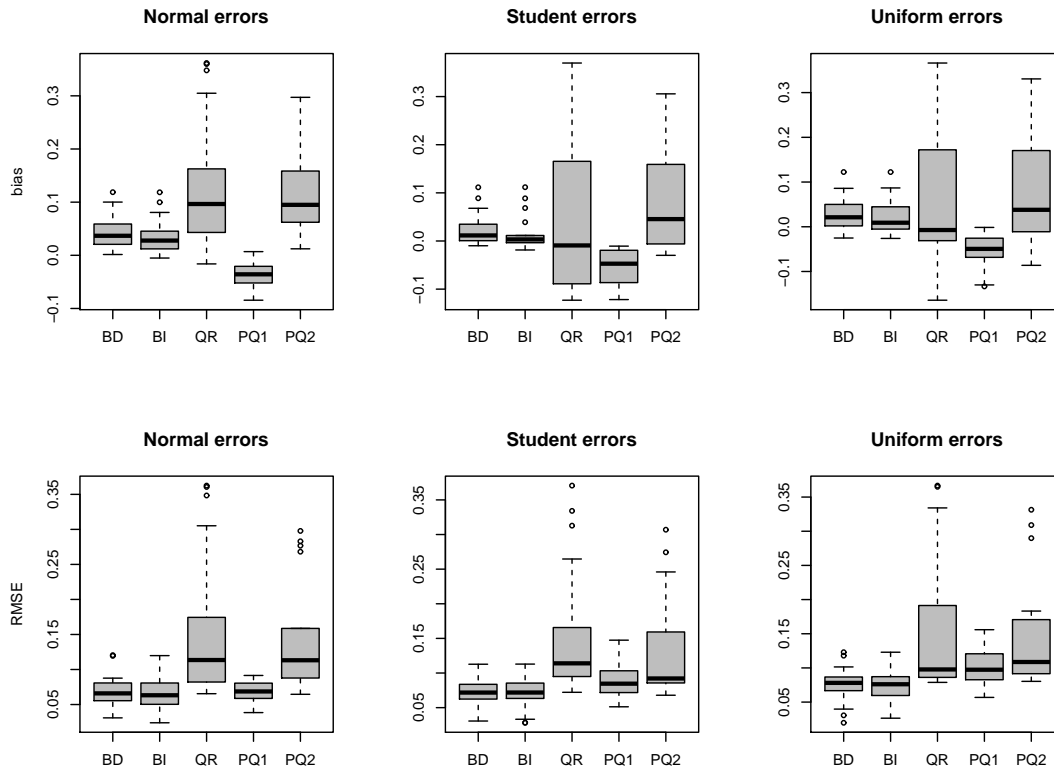 Normal errors
bias
0.3
0.2
0.1
0.0
−0.1
BD BI QR PQ1 PQ2
Student errors
0.3
0.2
0.1
0.0
−0.1
BD BI QR PQ1 PQ2
Uniform errors
0.3
0.2
0.1
0.0
−0.1
BD BI QR PQ1 PQ2
Normal errors
RMSE
0.35
0.25
0.15
0.05
BD BI QR PQ1 PQ2
Student errors
0.35
0.25
0.15
0.05
BD BI QR PQ1 PQ2
Uniform errors
0.35
0.25
0.15
0.05
BD BI QR PQ1 PQ2